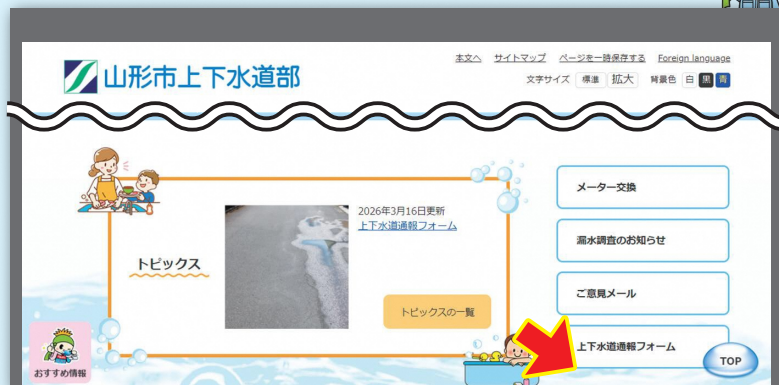 本文へ サイトマップ ページを一時保存する Foreign language
山形市上下水道部
文字サイズ 標準 拡大 背景色 白 黒 青
メーター交換
2026年3月16日更新
上下水道通報フォーム
漏水調査のお知らせ
トピックス
ご意見メール
トピックスの一覧
上下水道通報フォーム
TOP
おすすめ情報